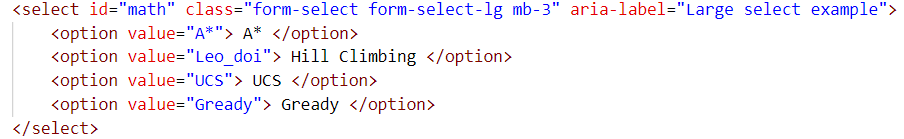 <select id="math" class="form-select form-select-lg mb-3" aria-label="Large select example">
    <option value="A*"> A* </option>
    <option value="Leo_doi"> Hill Climbing </option>
    <option value="UCS"> UCS </option>
    <option value="Gready"> Gready </option>
</select>